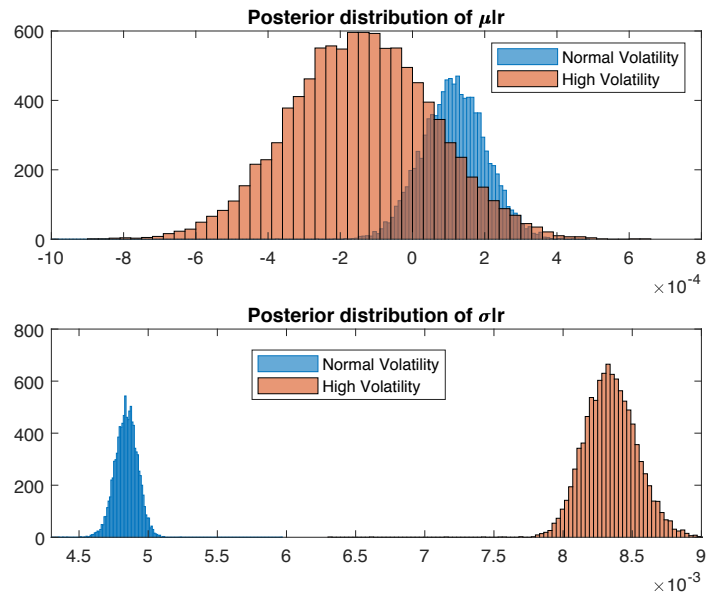 Posterior distribution of μ|r
600
400
200
0
Normal Volatility
High Volatility
-10 -8 -6 -4 -2 0 2 4 6 8
×10⁻⁴
Posterior distribution of σ|r
800
600
400
200
0
Normal Volatility
High Volatility
4.5 5 5.5 6 6.5 7 7.5 8 8.5 9
×10⁻³